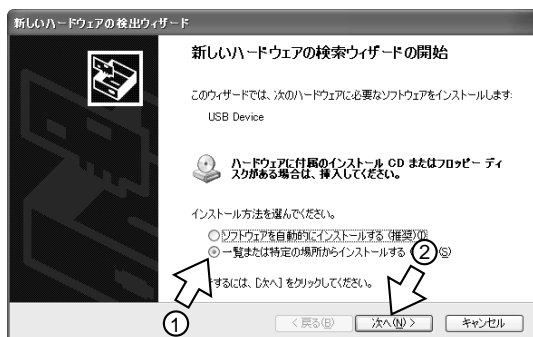 新しいハードウェアの検出ウィザード
新しいハードウェアの検索ウィザードの開始
このウィザードでは、次のハードウェアに必要なソフトウェアをインストールします:
USB Device
ハードウェアに付属のインストール CD またはフロッピー ディ
スクがある場合は、挿入してください。
インストール方法を選んでください。
ソフトウェアを自動的にインストールする (推奨)(I)
一覧または特定の場所からインストールする (S)
するには、[次へ] をクリックしてください。
②
①
< 戻る(B)
次へ(N) >
キャンセル